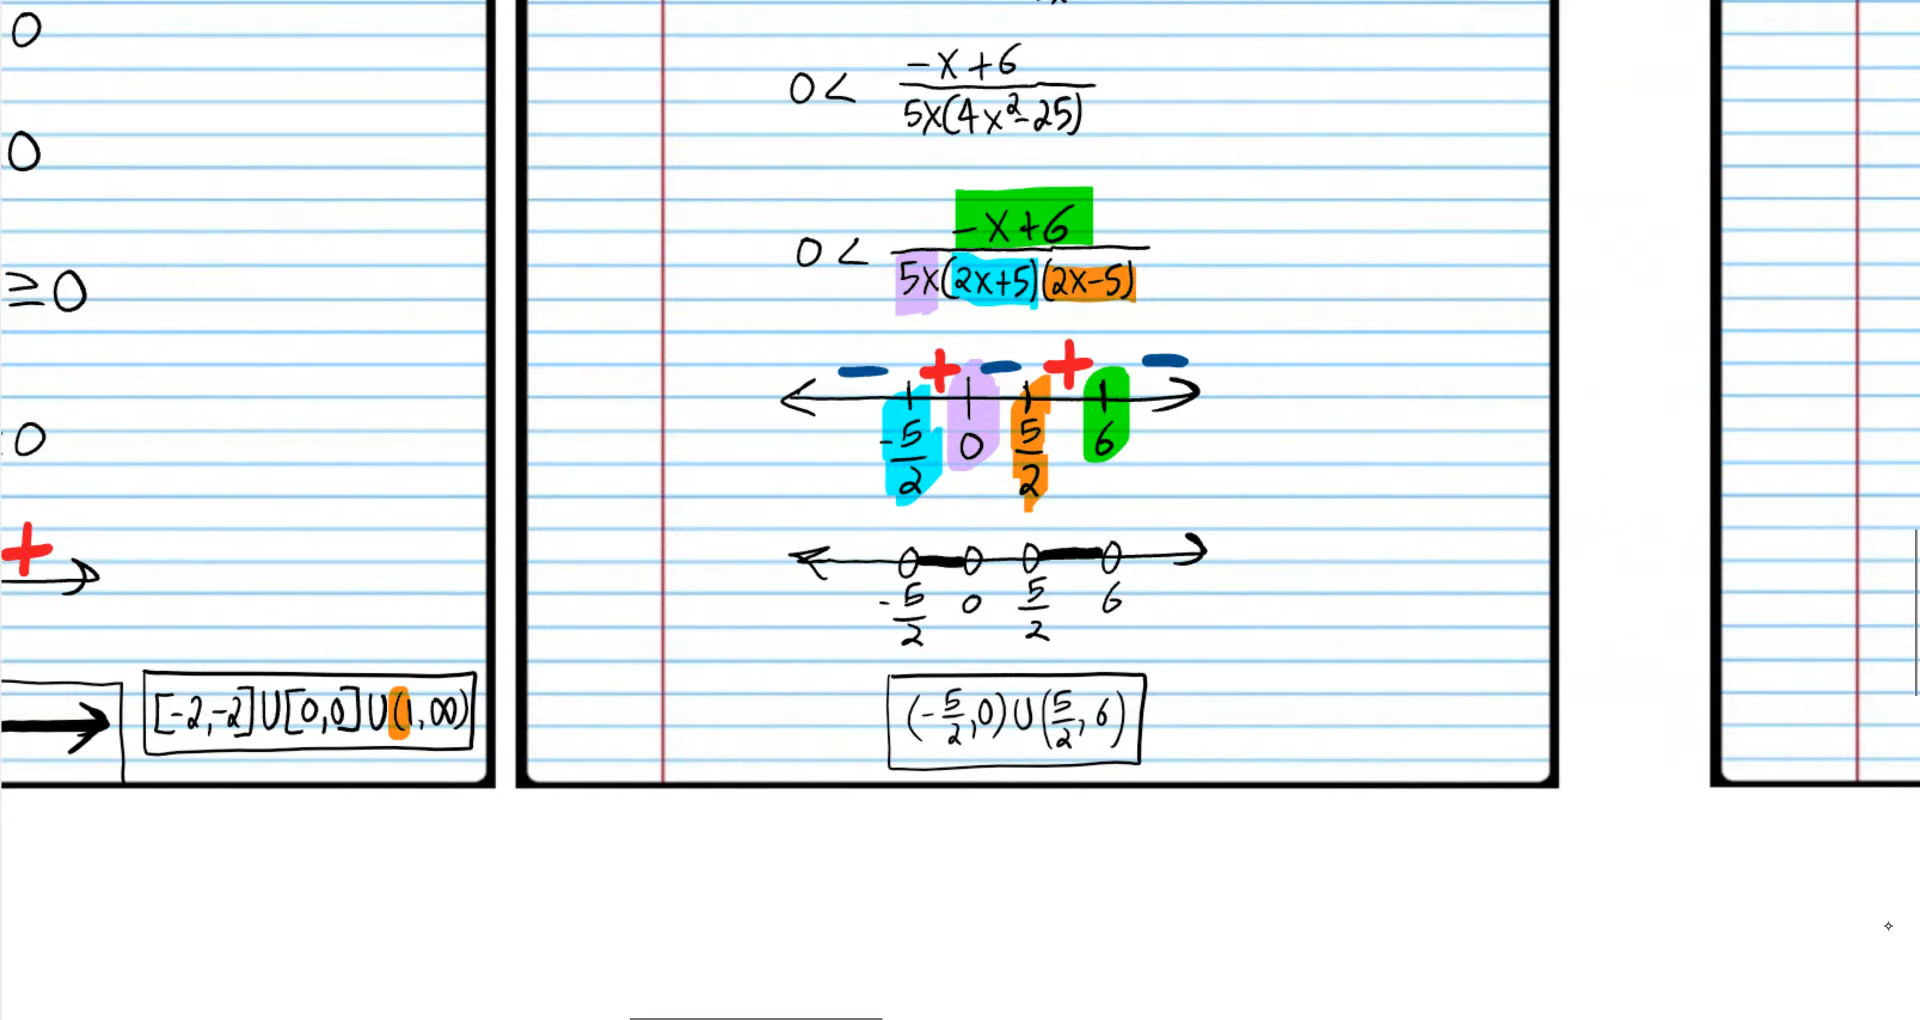 0
0
≥0
0
+
[-2,-2]∪[0,0]∪(1,∞)
0 < -x+6
5x(4x²-25)
0 < -x+6
5x(2x+5)(2x-5)
- + - + -
-5/2 0 5/2 6
-5/2 0 5/2 6
(-5/2,0)∪(5/2,6)